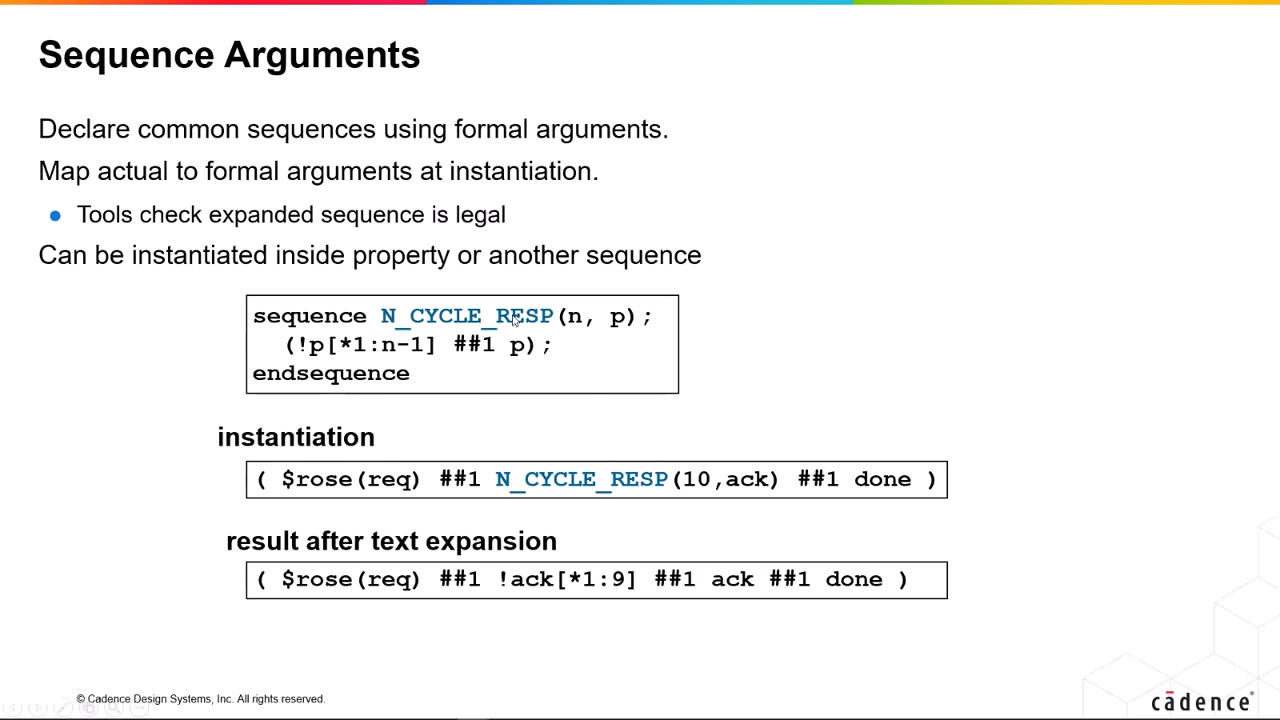 Sequence Arguments
Declare common sequences using formal arguments.
Map actual to formal arguments at instantiation.
● Tools check expanded sequence is legal
Can be instantiated inside property or another sequence
sequence N_CYCLE_RESP(n, p);
(!p[*1:n-1] ##1 p);
endsequence
instantiation
( $rose(req) ##1 N_CYCLE_RESP(10,ack) ##1 done )
result after text expansion
( $rose(req) ##1 !ack[*1:9] ##1 ack ##1 done )
© Cadence Design Systems, Inc. All rights reserved.
cādence®